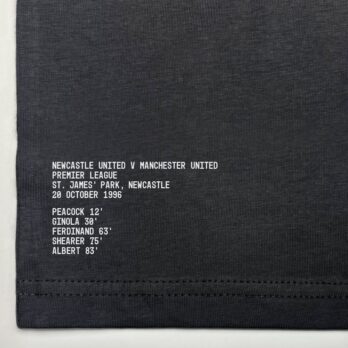 NEWCASTLE UNITED V MANCHESTER UNITED
PREMIER LEAGUE
ST. JAMES' PARK, NEWCASTLE
20 OCTOBER 1996
PEACOCK 12'
GINOLA 30'
FERDINAND 63'
SHEARER 75'
ALBERT 83'